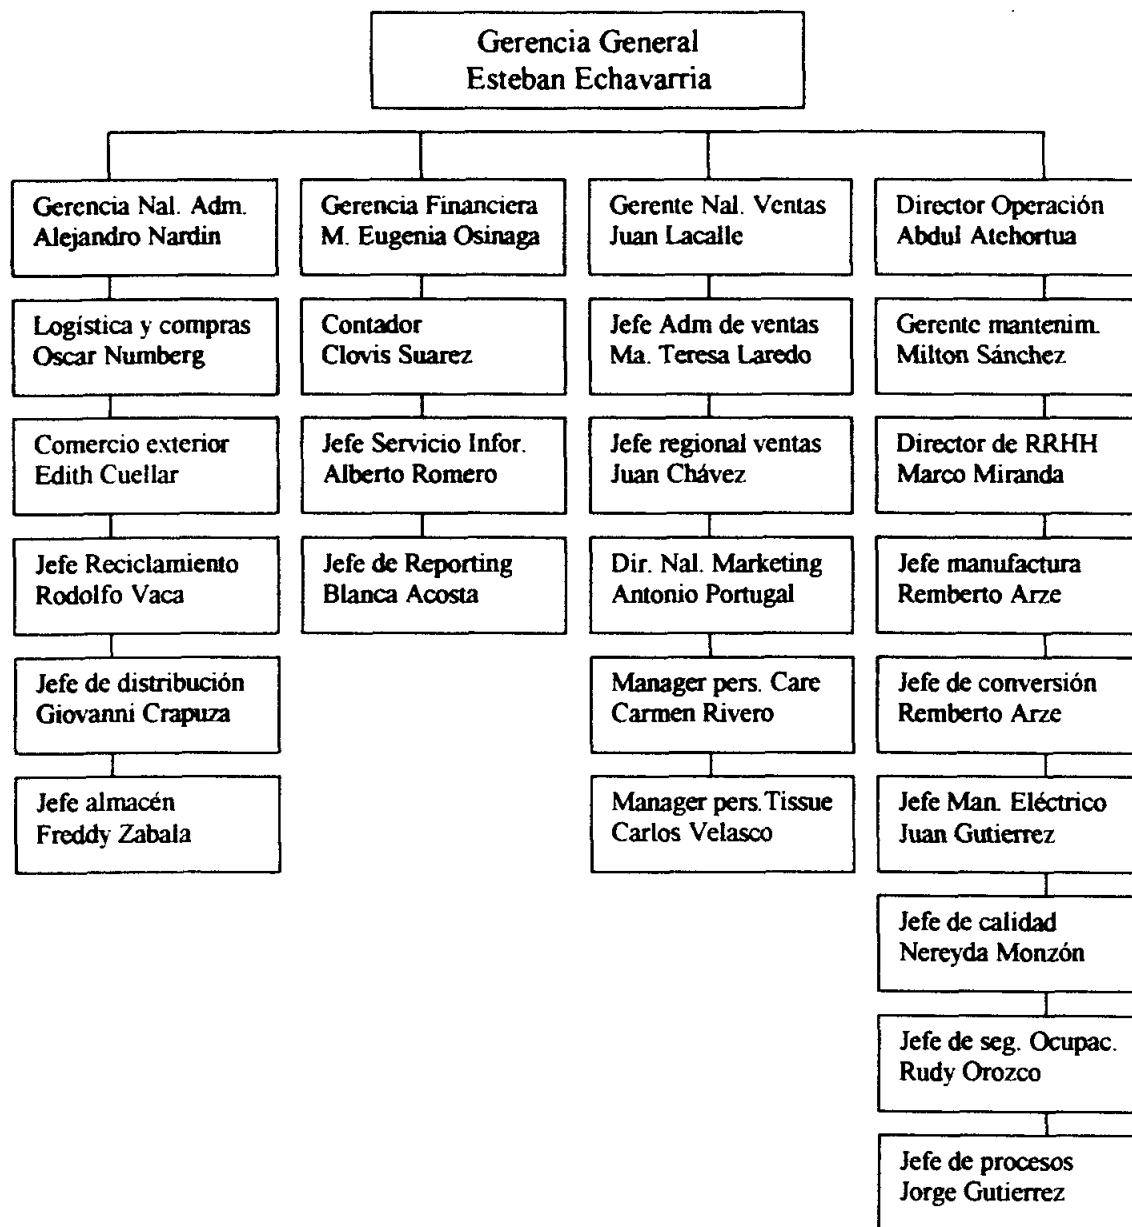 Gerencia General
Esteban Echavarria
Gerencia Nal. Adm.
Alejandro Nardin
Logística y compras
Oscar Numberg
Comercio exterior
Edith Cuellar
Jefe Reciclamiento
Rodolfo Vaca
Jefe de distribución
Giovanni Crapuza
Jefe almacén
Freddy Zabala
Gerencia Financiera
M. Eugenia Osinaga
Contador
Clovis Suarez
Jefe Servicio Infor.
Alberto Romero
Jefe de Reporting
Blanca Acosta
Gerente Nal. Ventas
Juan Lacalle
Jefe Adm de ventas
Ma. Teresa Laredo
Jefe regional ventas
Juan Chávez
Dir. Nal. Marketing
Antonio Portugal
Manager pers. Care
Carmen Rivero
Manager pers.Tissue
Carlos Velasco
Director Operación
Abdul Atehortua
Gerente mantenim.
Milton Sánchez
Director de RRHH
Marco Miranda
Jefe manufactura
Remberto Arze
Jefe de conversión
Remberto Arze
Jefe Man. Eléctrico
Juan Gutierrez
Jefe de calidad
Nereyda Monzón
Jefe de seg. Ocupac.
Rudy Orozco
Jefe de procesos
Jorge Gutierrez